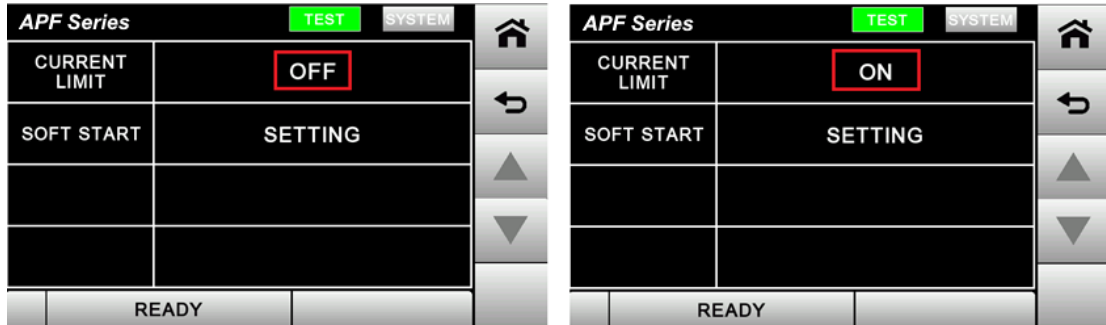 APF Series TEST SYSTEM
CURRENT
LIMIT
OFF
SOFT START SETTING
READY
APF Series TEST SYSTEM
CURRENT
LIMIT
ON
SOFT START SETTING
READY